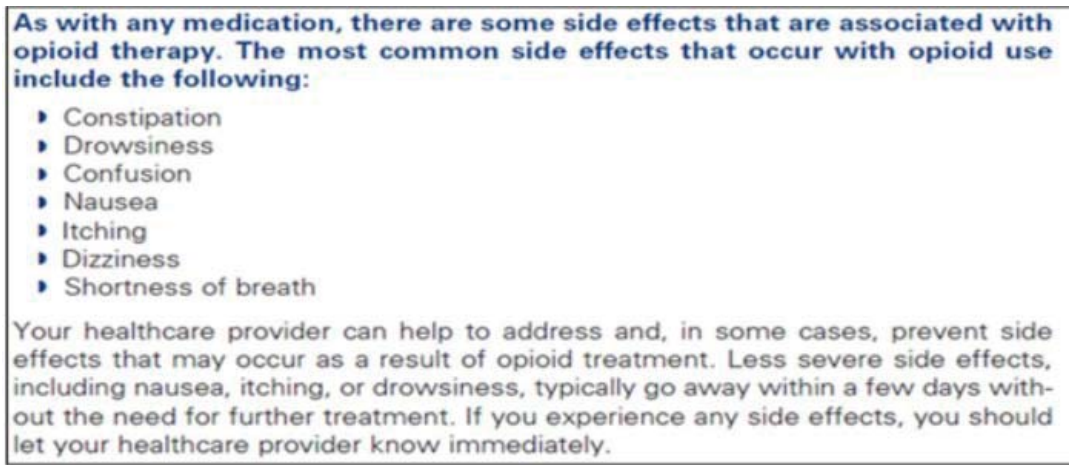 As with any medication, there are some side effects that are associated with
opioid therapy. The most common side effects that occur with opioid use
include the following:
Constipation
Drowsiness
Confusion
Nausea
Itching
Dizziness
Shortness of breath
Your healthcare provider can help to address and, in some cases, prevent side
effects that may occur as a result of opioid treatment. Less severe side effects,
including nausea, itching, or drowsiness, typically go away within a few days with-
out the need for further treatment. If you experience any side effects, you should
let your healthcare provider know immediately.